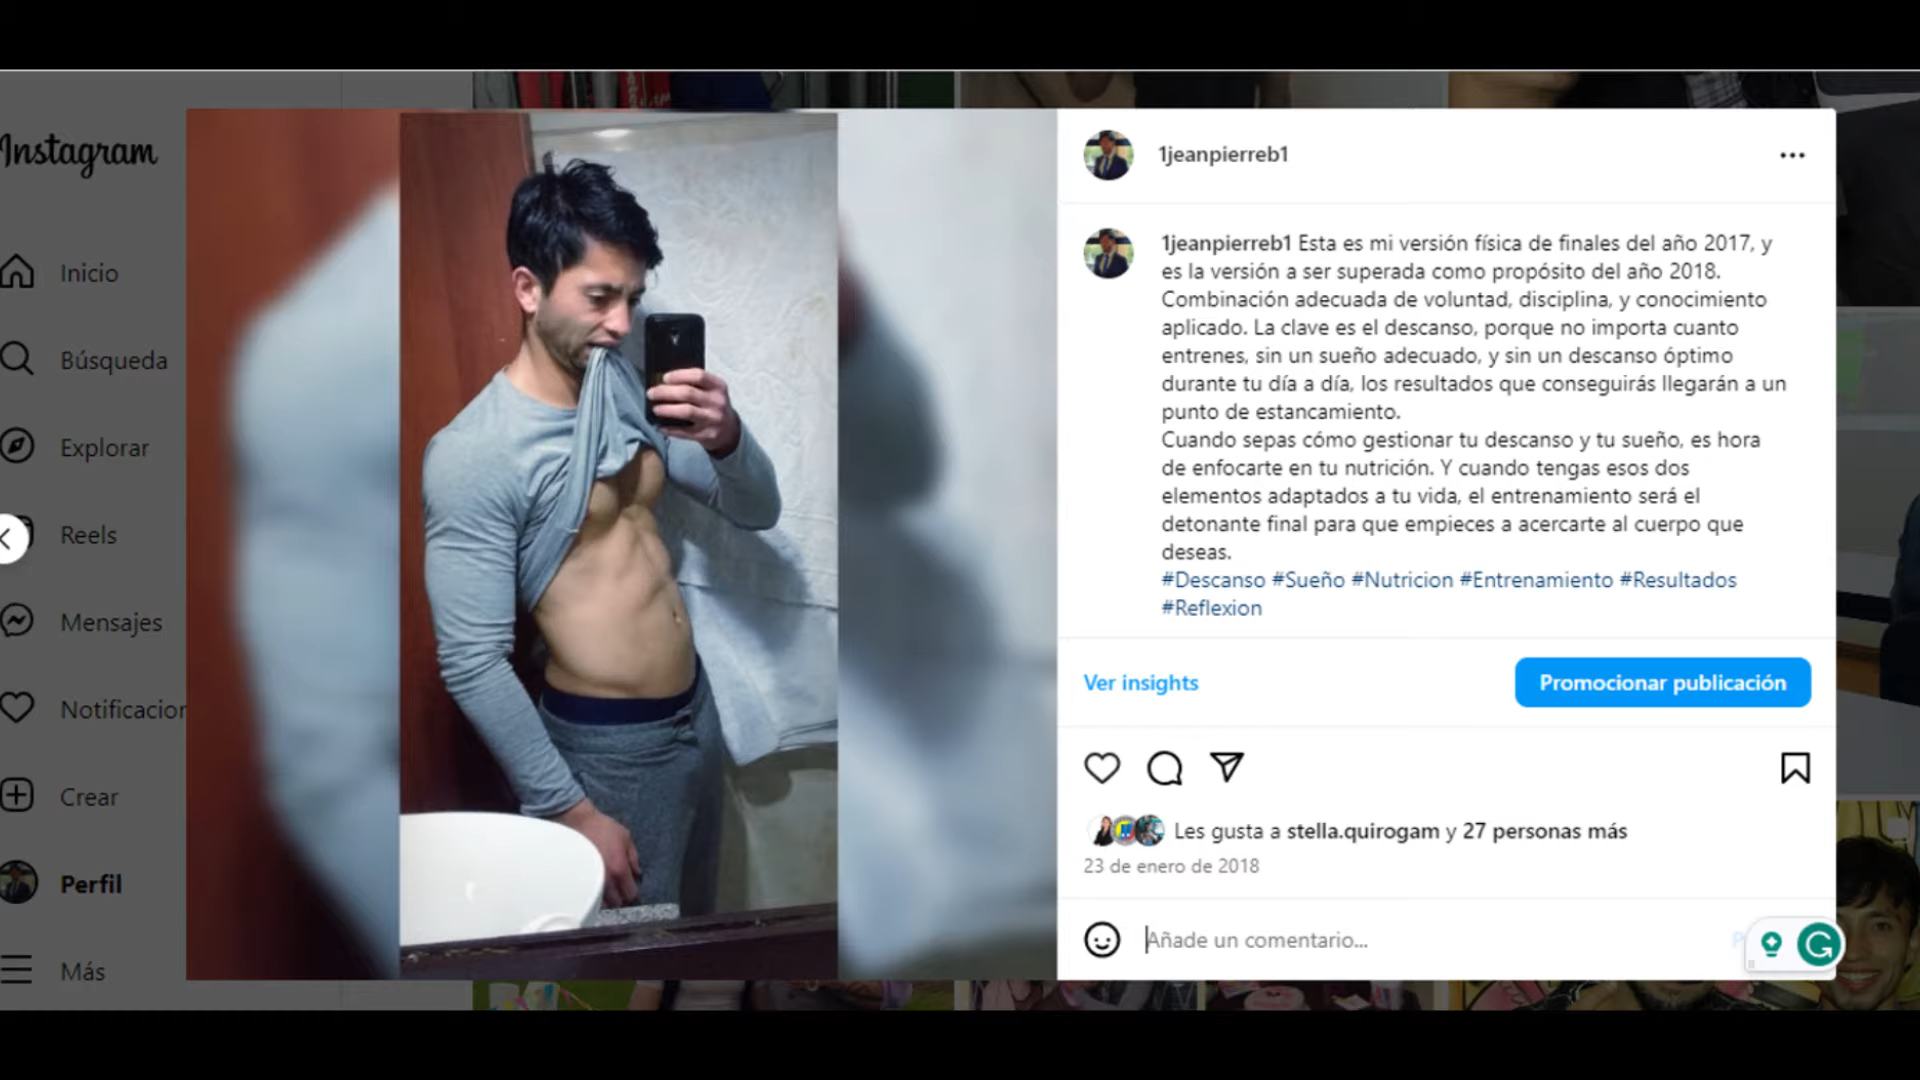 Instagram
Inicio
Búsqueda
Explorar
Reels
Mensajes
Notificacion
Crear
Perfil
Más
1jeanpierreb1
1jeanpierreb1 Esta es mi versión física de finales del año 2017, y
es la versión a ser superada como propósito del año 2018.
Combinación adecuada de voluntad, disciplina, y conocimiento
aplicado. La clave es el descanso, porque no importa cuanto
entrenes, sin un sueño adecuado, y sin un descanso óptimo
durante tu día a día, los resultados que conseguirás llegarán a un
punto de estancamiento.
Cuando sepas cómo gestionar tu descanso y tu sueño, es hora
de enfocarte en tu nutrición. Y cuando tengas esos dos
elementos adaptados a tu vida, el entrenamiento será el
detonante final para que empieces a acercarte al cuerpo que
deseas.
#Descanso #Sueño #Nutricion #Entrenamiento #Resultados
#Reflexion
Ver insights
Promocionar publicación
Les gusta a stella.quirogam y 27 personas más
23 de enero de 2018
Añade un comentario...